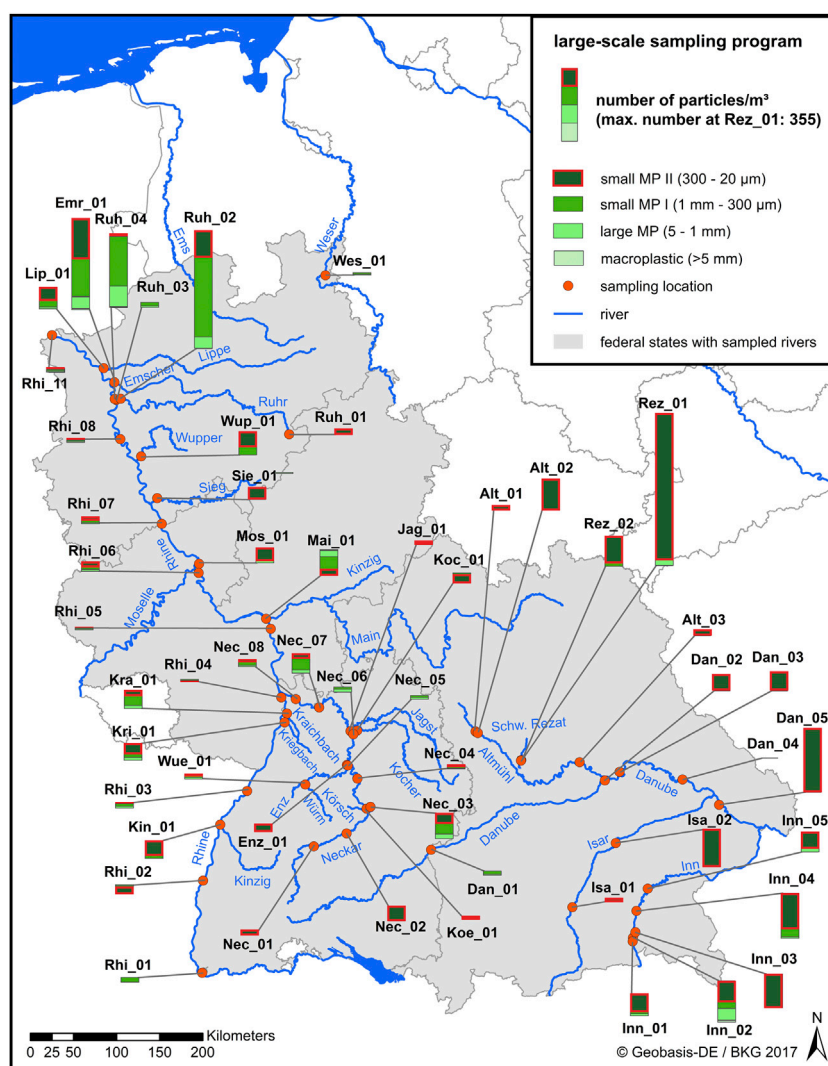 large-scale sampling program
number of particles/m³
(max. number at Rez_01: 355)
small MP II (300 - 20 µm)
small MP I (1 mm - 300 µm)
large MP (5 - 1 mm)
macroplastic (>5 mm)
sampling location
river
federal states with sampled rivers
Emr_01
Ruh_04
Ruh_02
Ems
Weser
Wes_01
Lip_01
Ruh_03
Rhi_11
Emscher
Lippe
Ruhr
Rhi_08
Wupper
Wup_01
Ruh_01
Rez_01
Sieg
Sie_01
Alt_01
Alt_02
Rhi_07
Rhine
Mos_01
Mai_01
Jag_01
Rez_02
Rhi_06
Kinzig
Koc_01
Moselle
Rhi_05
Main
Alt_03
Nec_08
Nec_07
Dan_02
Dan_03
Kra_01
Rhi_04
Nec_06
Nec_05
Jagst
Schw. Rezat
Dan_05
Kri_01
Kraichbach
Kriegbach
Altmühl
Dan_04
Wue_01
Nec_04
Kocher
Danube
Rhi_03
Enz
Würm
Körsch
Nec_03
Kin_01
Enz_01
Danube
Isar
Isa_02
Inn_05
Rhine
Neckar
Inn
Rhi_02
Kinzig
Dan_01
Isa_01
Inn_04
Nec_01
Nec_02
Koe_01
Rhi_01
Inn_03
Inn_01
Inn_02
Kilometers
0 25 50 100 150 200
N
© Geobasis-DE / BKG 2017